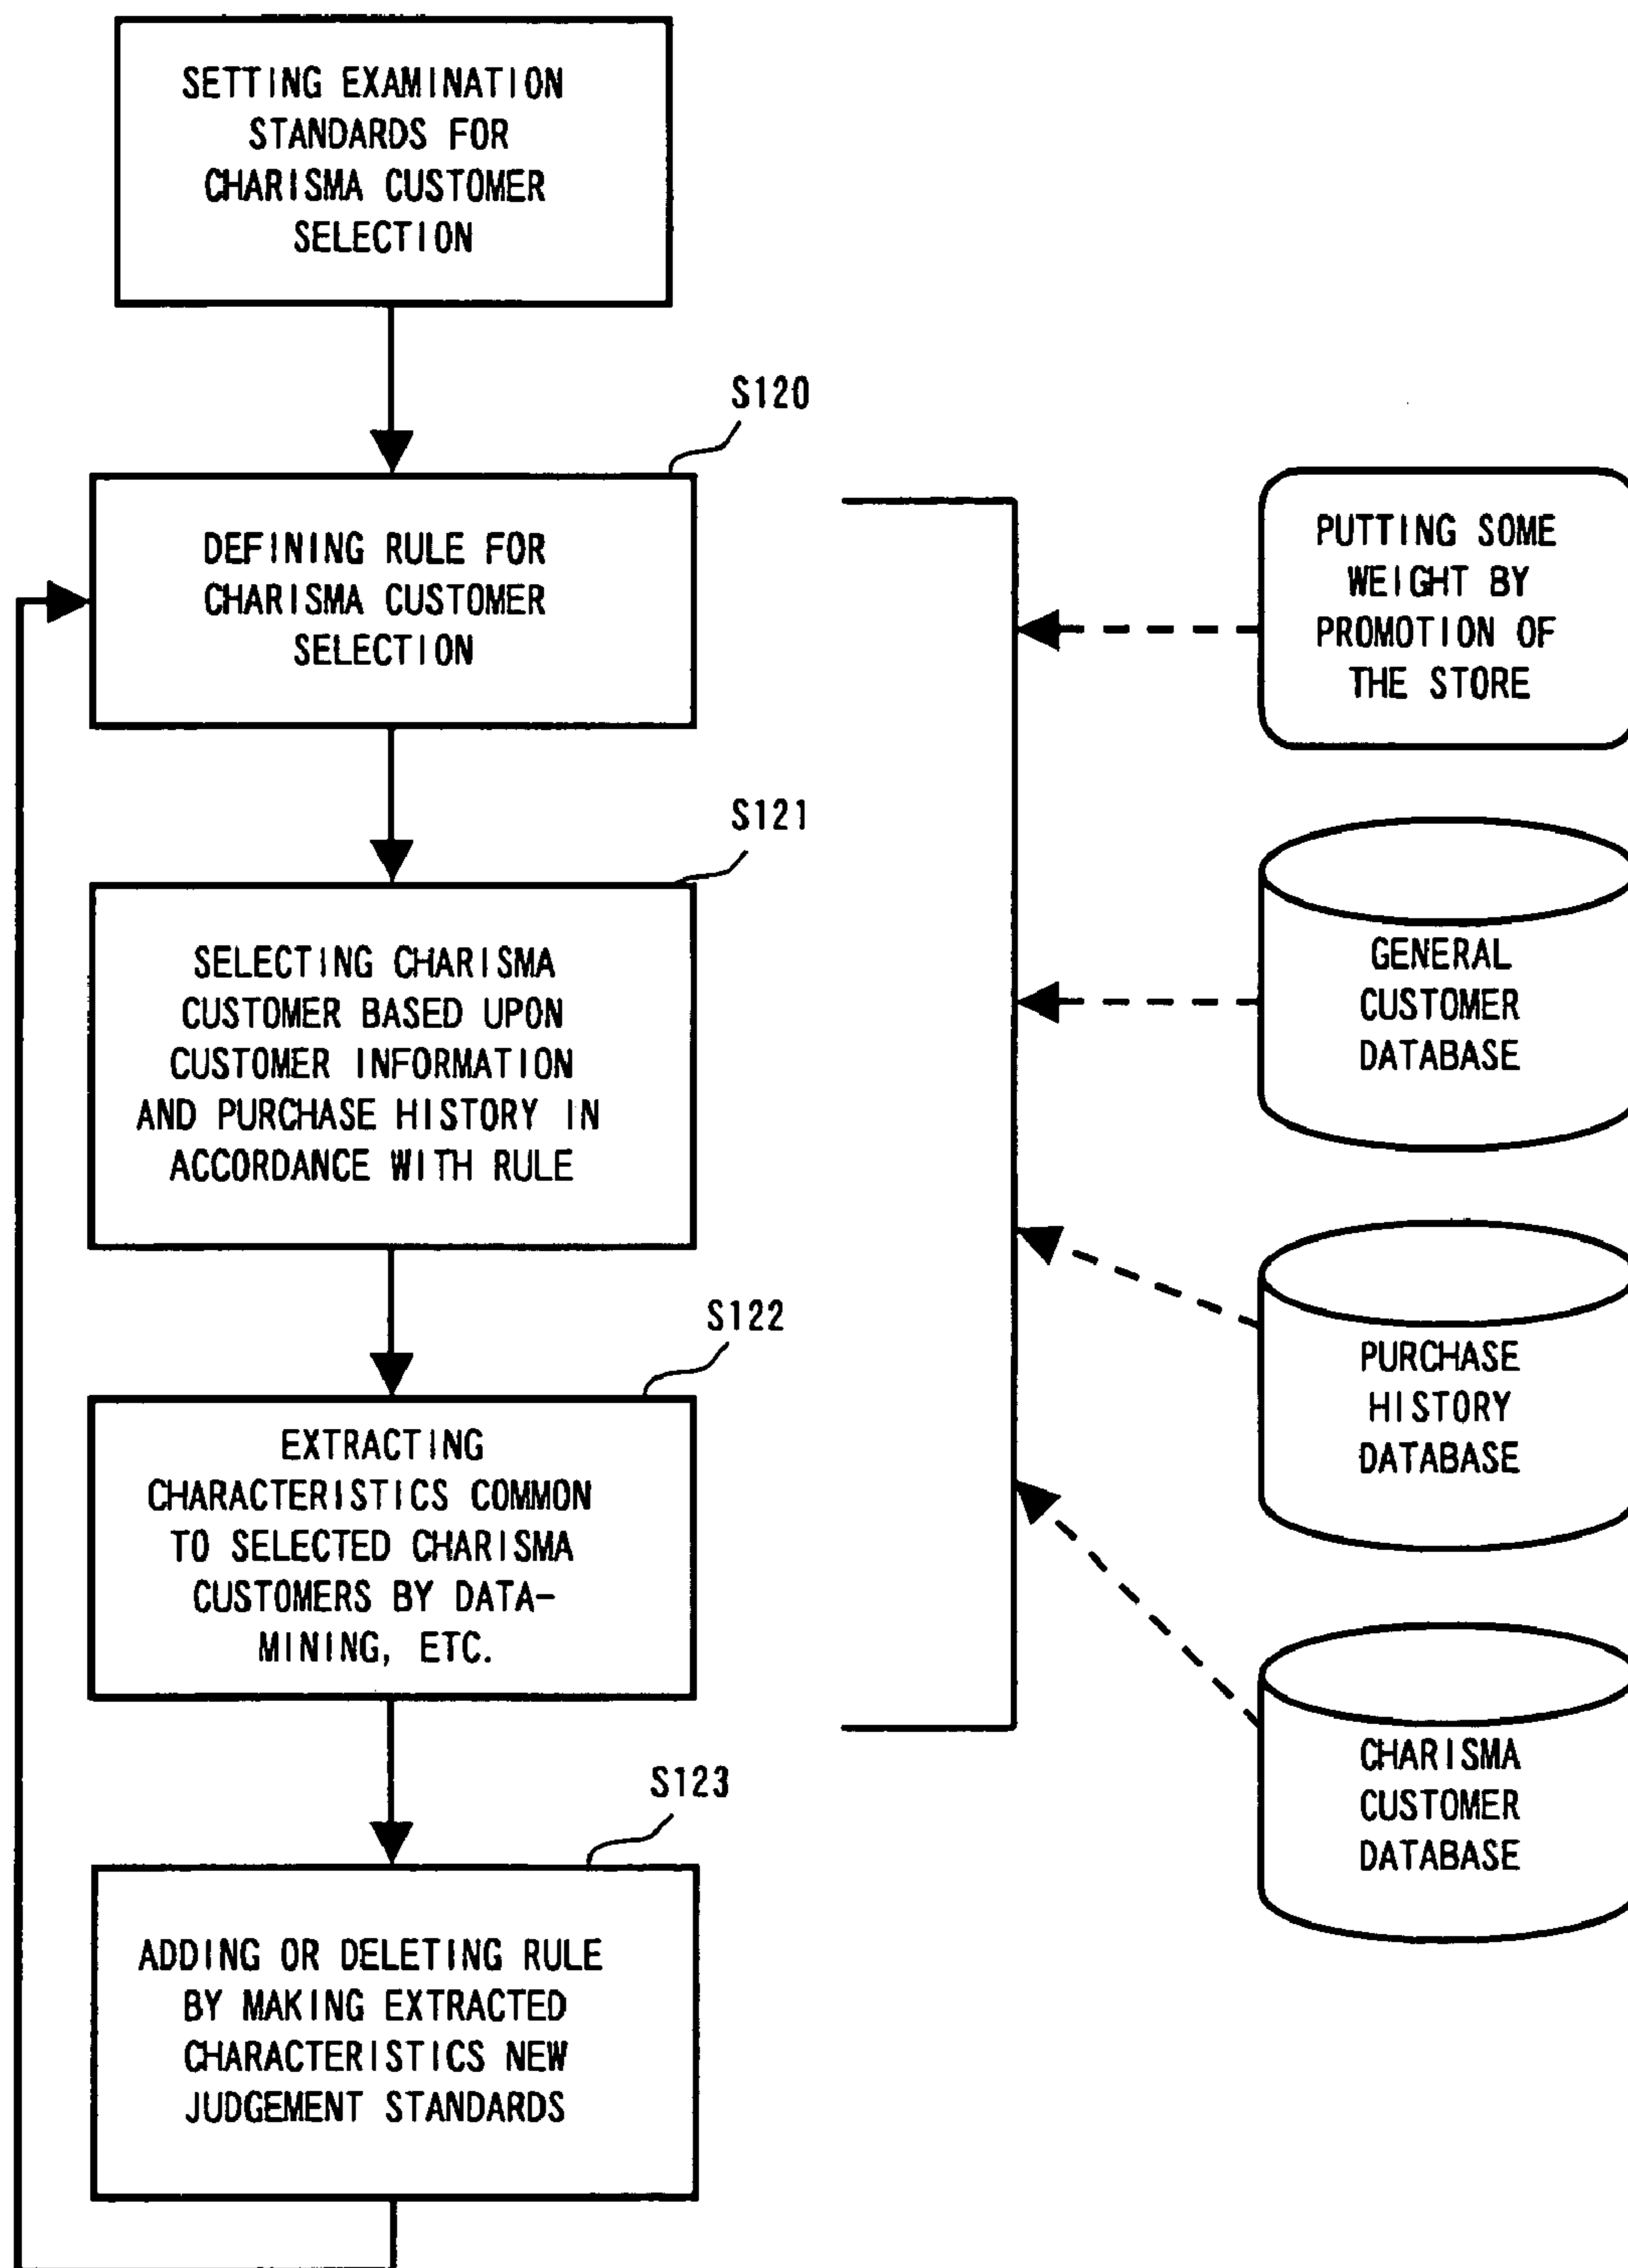 SETTING EXAMINATION
STANDARDS FOR
CHARISMA CUSTOMER
SELECTION
S120
DEFINING RULE FOR
CHARISMA CUSTOMER
SELECTION
S121
SELECTING CHARISMA
CUSTOMER BASED UPON
CUSTOMER INFORMATION
AND PURCHASE HISTORY IN
ACCORDANCE WITH RULE
S122
EXTRACTING
CHARACTERISTICS COMMON
TO SELECTED CHARISMA
CUSTOMERS BY DATA-
MINING, ETC.
S123
ADDING OR DELETING RULE
BY MAKING EXTRACTED
CHARACTERISTICS NEW
JUDGEMENT STANDARDS
PUTTING SOME
WEIGHT BY
PROMOTION OF
THE STORE
GENERAL
CUSTOMER
DATABASE
PURCHASE
HISTORY
DATABASE
CHARISMA
CUSTOMER
DATABASE